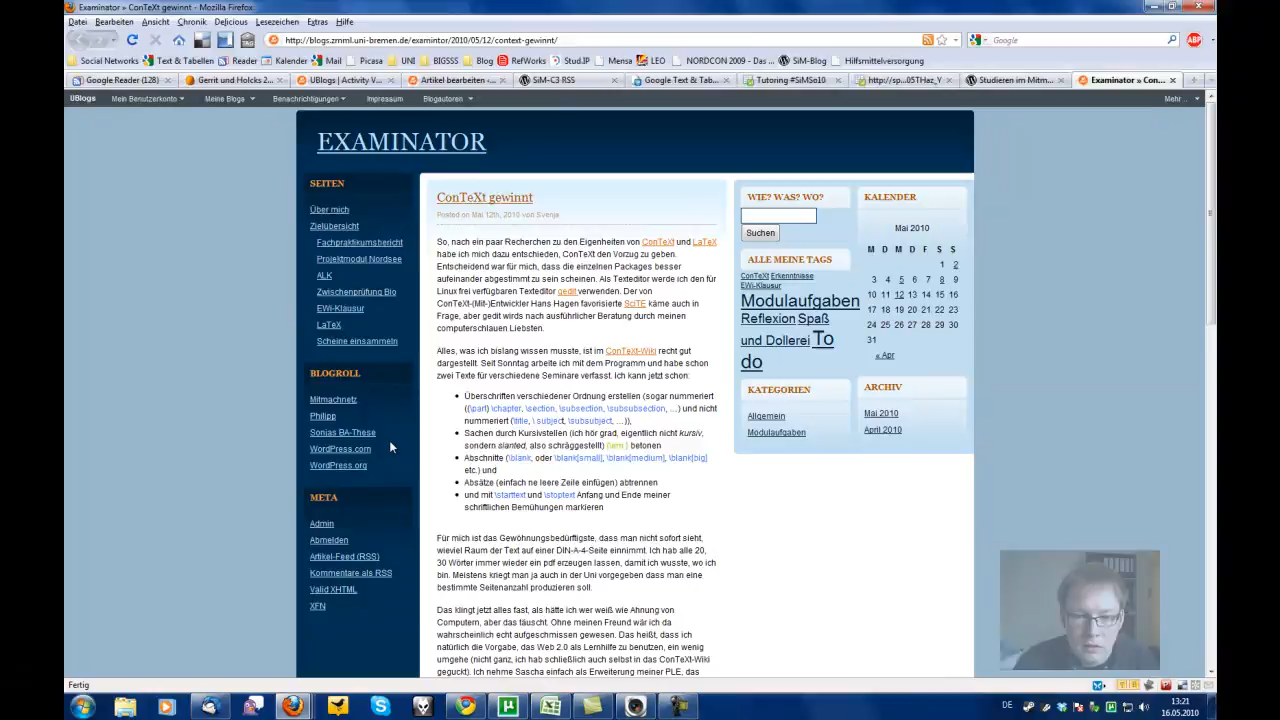 Examinator » ConTeXt gewinnt - Mozilla Firefox
Datei Bearbeiten Ansicht Chronik Delicious Lesezeichen Extras Hilfe
http://blogs.zmml.uni-bremen.de/examintor/2010/05/12/context-gewinnt/
Google
ABP
Social Networks Text & Tabellen Reader Kalender Mail Picasa UNI BIGSSS RefWorks Stud.IP Mensa LEO NORDCON 2009 - Das ... SiM-Blog Hilfsmittelversorgung
Google Reader (128) Gerrit und Holcks 2... UBlogs | Activity V... Artikel bearbeiten ‹... SiM-C3 RSS Google Text & Tab... Tutoring #SiMSe10 http://sp...05THaz_Y Studieren im Mitm... Examinator » Con...
UBlogs Mein Benutzerkonto Meine Blogs Benachrichtigungen Impressum Blogautoren Mehr ...
EXAMINATOR
SEITEN
Über mich
Zielübersicht
Fachpraktikumsbericht
Projektmodul Nordsee
ALK
Zwischenprüfung Bio
EWi-Klausur
LaTeX
Scheine einsammeln
BLOGROLL
Mitmachnetz
Philipp
Sonjas BA-These
WordPress.com
WordPress.org
META
Admin
Abmelden
Artikel-Feed (RSS)
Kommentare als RSS
Valid XHTML
XFN
ConTeXt gewinnt
Posted on Mai 12th, 2010 von Svenja
So, nach ein paar Recherchen zu den Eigenheiten von ConTeXt und LaTeX
habe ich mich dazu entschieden, ConTeXt den Vorzug zu geben.
Entscheidend war für mich, dass die einzelnen Packages besser
aufeinander abgestimmt zu sein scheinen. Als Texteditor werde ich den für
Linux frei verfügbaren Texteditor gedit verwenden. Der von
ConTeXt-(Mit-)Entwickler Hans Hagen favorisierte SciTE käme auch in
Frage, aber gedit wird nach ausführlicher Beratung durch meinen
computerschlauen Liebsten.
Alles, was ich bislang wissen musste, ist im ConTeXt-Wiki recht gut
dargestellt. Seit Sonntag arbeite ich mit dem Programm und habe schon
zwei Texte für verschiedene Seminare verfasst. Ich kann jetzt schon:
• Überschriften verschiedener Ordnung erstellen (sogar nummeriert
((\part) \chapter, \section, \subsection, \subsubsection, ...) und nicht
nummeriert (\title, \ subject, \subsubject, ...)),
• Sachen durch Kursivstellen (ich hör grad, eigentlich nicht kursiv,
sondern slanted, also schräggestellt) {\em } betonen
• Abschnitte (\blank, oder \blank[small], \blank[medium], \blank[big]
etc.) und
• Absätze (einfach ne leere Zeile einfügen) abtrennen
• und mit \starttext und \stoptext Anfang und Ende meiner
schriftlichen Bemühungen markieren
Für mich ist das Gewöhnungsbedürftigste, dass man nicht sofort sieht,
wieviel Raum der Text auf einer DIN-A-4-Seite einnimmt. Ich hab alle 20,
30 Wörter immer wieder ein pdf erzeugen lassen, damit ich wusste, wo ich
bin. Meistens kriegt man ja auch in der Uni vorgegeben dass man eine
bestimmte Seitenanzahl produzieren soll.
Das klingt jetzt alles fast, als hätte ich wer weiß wie Ahnung von
Computern, aber das täuscht. Ohne meinen Freund wär ich da
wahrscheinlich echt aufgeschmissen gewesen. Das heißt, dass ich
natürlich die Vorgabe, das Web 2.0 als Lernhilfe zu benutzen, ein wenig
umgehe (nicht ganz, ich hab schließlich auch selbst in das ConTeXt-Wiki
geguckt). Ich nehme Sascha einfach als Erweiterung meiner PLE, das
WIE? WAS? WO?
Suchen
ALLE MEINE TAGS
ConTeXt Erkenntnisse
EWi-Klausur
Modulaufgaben
Reflexion Spaß
und Dollerei To
do
KATEGORIEN
Allgemein
Modulaufgaben
KALENDER
Mai 2010
M D M D F S S
1 2
3 4 5 6 7 8 9
10 11 12 13 14 15 16
17 18 19 20 21 22 23
24 25 26 27 28 29 30
31
« Apr
ARCHIV
Mai 2010
April 2010
Fertig
DE
13:21
16.05.2010